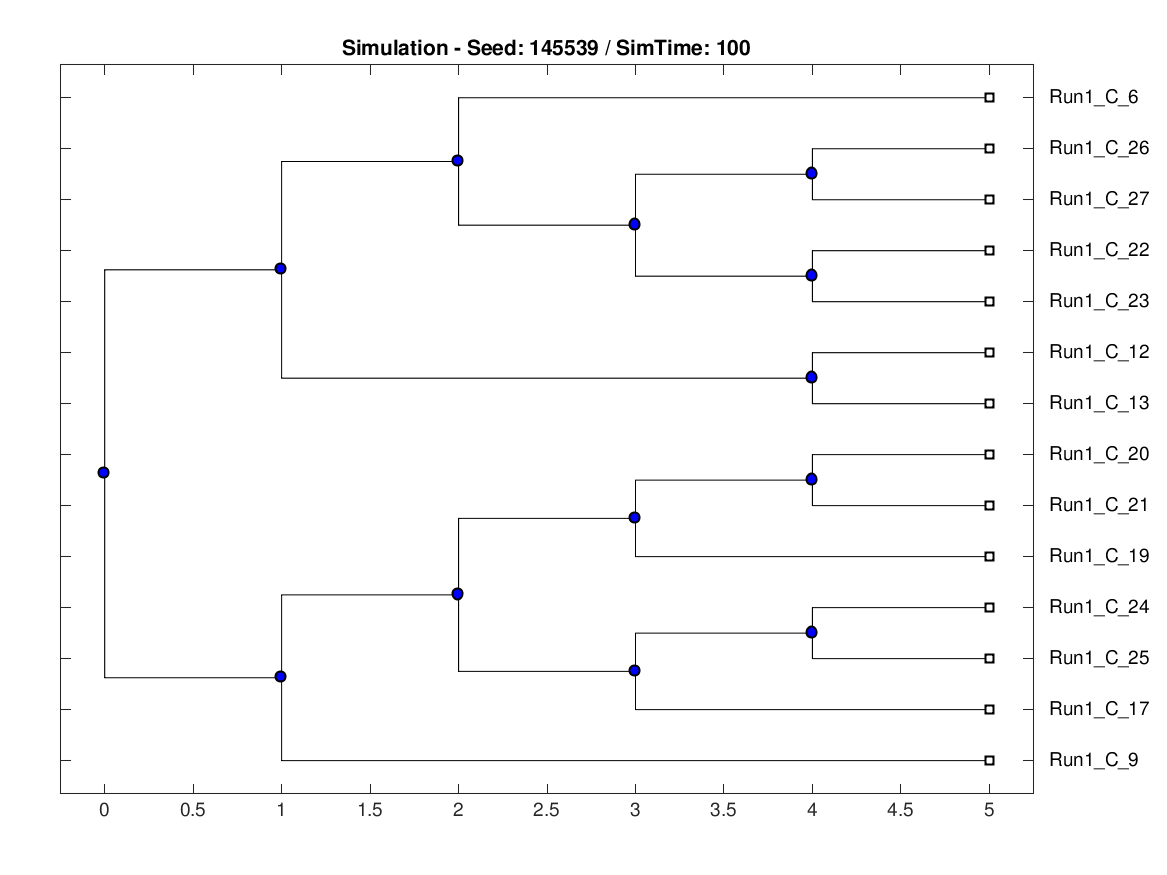 Simulation - Seed: 145539 / SimTime: 100
Run1_C_6
Run1_C_26
Run1_C_27
Run1_C_22
Run1_C_23
Run1_C_12
Run1_C_13
Run1_C_20
Run1_C_21
Run1_C_19
Run1_C_24
Run1_C_25
Run1_C_17
Run1_C_9
0 0.5 1 1.5 2 2.5 3 3.5 4 4.5 5